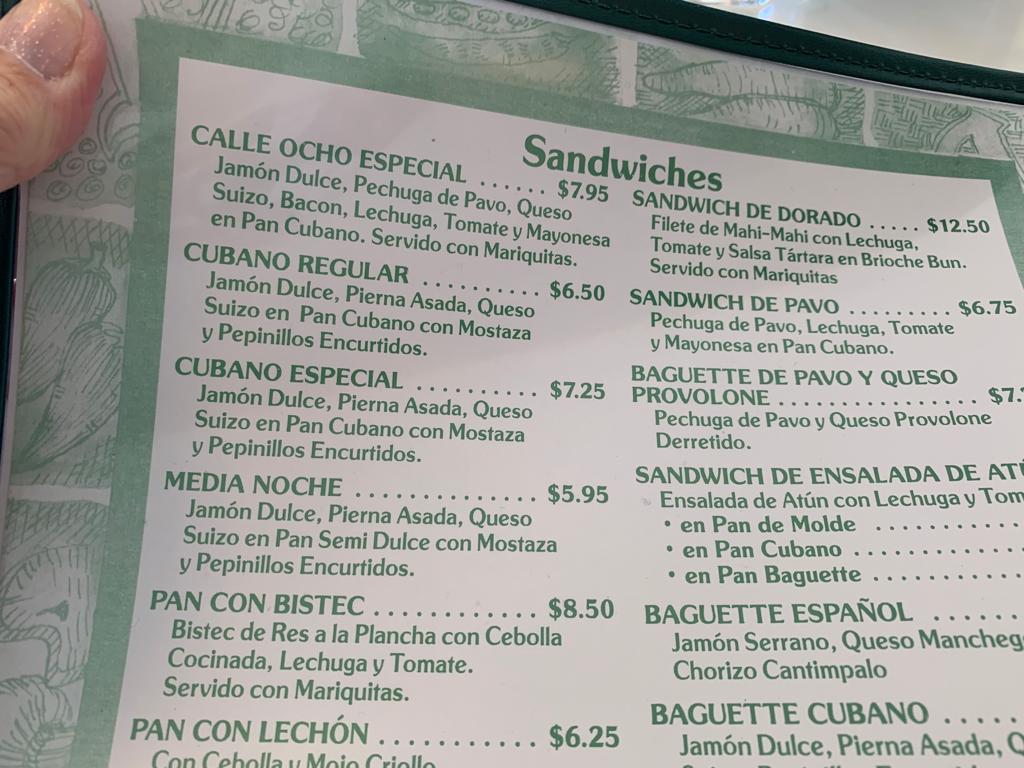 Sandwiches
CALLE OCHO ESPECIAL ...... $7.95
Jamón Dulce, Pechuga de Pavo, Queso
Suizo, Bacon, Lechuga, Tomate y Mayonesa
en Pan Cubano. Servido con Mariquitas.
CUBANO REGULAR .......... $6.50
Jamón Dulce, Pierna Asada, Queso
Suizo en Pan Cubano con Mostaza
y Pepinillos Encurtidos.
CUBANO ESPECIAL .......... $7.25
Jamón Dulce, Pierna Asada, Queso
Suizo en Pan Cubano con Mostaza
y Pepinillos Encurtidos.
MEDIA NOCHE .............. $5.95
Jamón Dulce, Pierna Asada, Queso
Suizo en Pan Semi Dulce con Mostaza
y Pepinillos Encurtidos.
PAN CON BISTEC ............ $8.50
Bistec de Res a la Plancha con Cebolla
Cocinada, Lechuga y Tomate.
Servido con Mariquitas.
PAN CON LECHÓN ........... $6.25
Con Cebolla y Mojo Criollo
SANDWICH DE DORADO ..... $12.50
Filete de Mahi-Mahi con Lechuga,
Tomate y Salsa Tártara en Brioche Bun.
Servido con Mariquitas
SANDWICH DE PAVO ......... $6.75
Pechuga de Pavo, Lechuga, Tomate
y Mayonesa en Pan Cubano.
BAGUETTE DE PAVO Y QUESO
PROVOLONE ................. $7.
Pechuga de Pavo y Queso Provolone
Derretido.
SANDWICH DE ENSALADA DE ATÚ
Ensalada de Atún con Lechuga y Tom
• en Pan de Molde ...........
• en Pan Cubano .............
• en Pan Baguette ...........
BAGUETTE ESPAÑOL ......
Jamón Serrano, Queso Mancheg
Chorizo Cantimpalo
BAGUETTE CUBANO .....
Jamón Dulce, Pierna Asada, Q